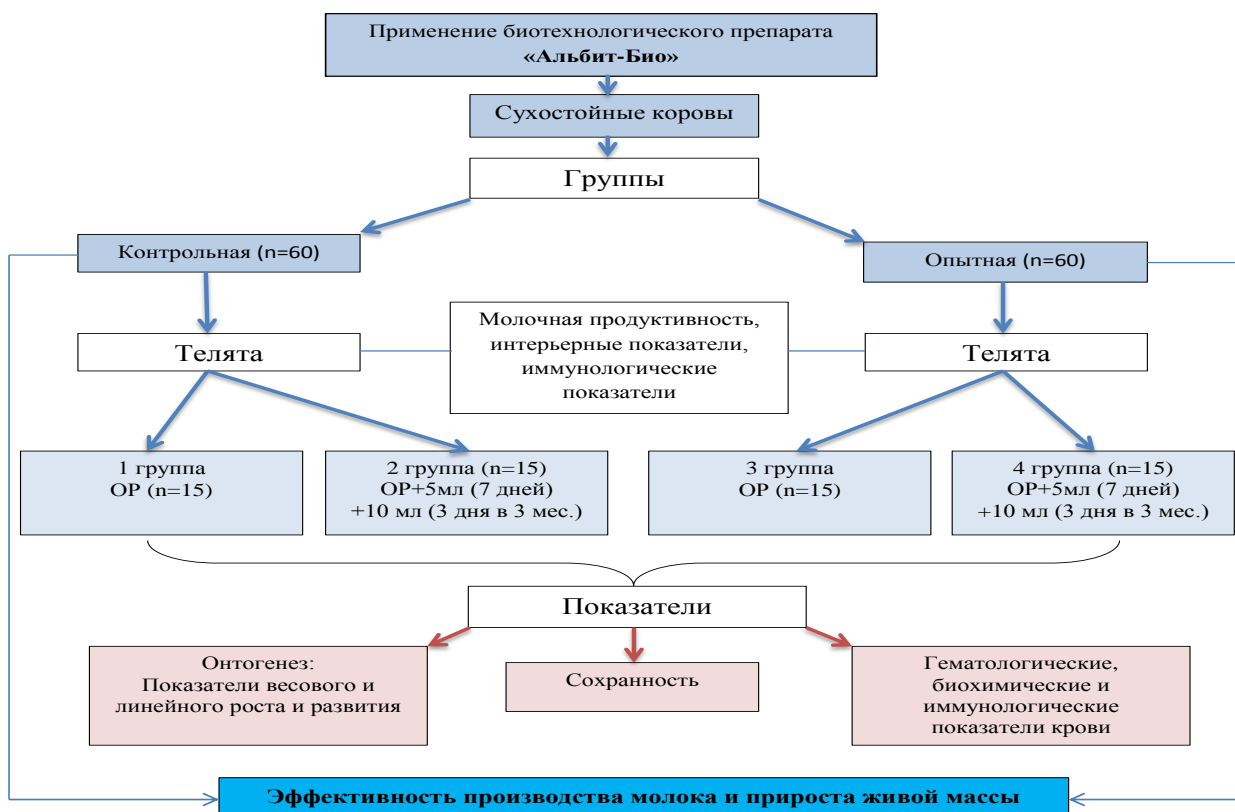 Применение биотехнологического препарата
«Альбит-Био»
Сухостойные коровы
Группы
Контрольная (n=60)
Опытная (n=60)
Молочная продуктивность,
интерьерные показатели,
иммунологические
показатели
Телята
Телята
1 группа
ОР (n=15)
2 группа (n=15)
ОР+5мл (7 дней)
+10 мл (3 дня в 3 мес.)
3 группа
ОР (n=15)
4 группа (n=15)
ОР+5мл (7 дней)
+10 мл (3 дня в 3 мес.)
Показатели
Онтогенез:
Показатели весового и
линейного роста и развития
Сохранность
Гематологические,
биохимические и
иммунологические
показатели крови
Эффективность производства молока и прироста живой массы